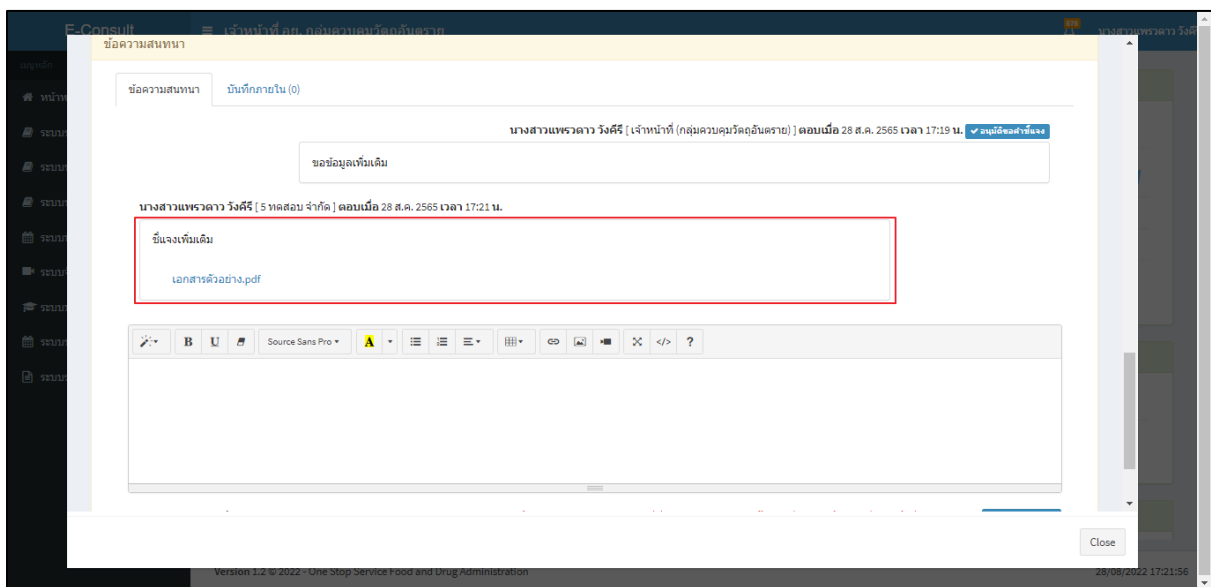 E-Consult
เจ้าหน้าที่ อย. กลุ่มควบคุมวัตถุอันตราย
678
นางสาวแพรวดาว วังคีรี
ข้อความสนทนา
เมนูหลัก
ข้อความสนทนา
บันทึกภายใน (0)
นางสาวแพรวดาว วังคีรี [ เจ้าหน้าที่ (กลุ่มควบคุมวัตถุอันตราย) ] ตอบเมื่อ 28 ส.ค. 2565 เวลา 17:19 น. อนุมัติขอคำชี้แจง
ขอข้อมูลเพิ่มเติม
นางสาวแพรวดาว วังคีรี [ 5 ทดสอบ จำกัด ] ตอบเมื่อ 28 ส.ค. 2565 เวลา 17:21 น.
ชี้แจงเพิ่มเติม
เอกสารตัวอย่าง.pdf
B U Source Sans Pro A </> ?
Close
Version 1.2 © 2022 - One Stop Service Food and Drug Administration
28/08/2022 17:21:56